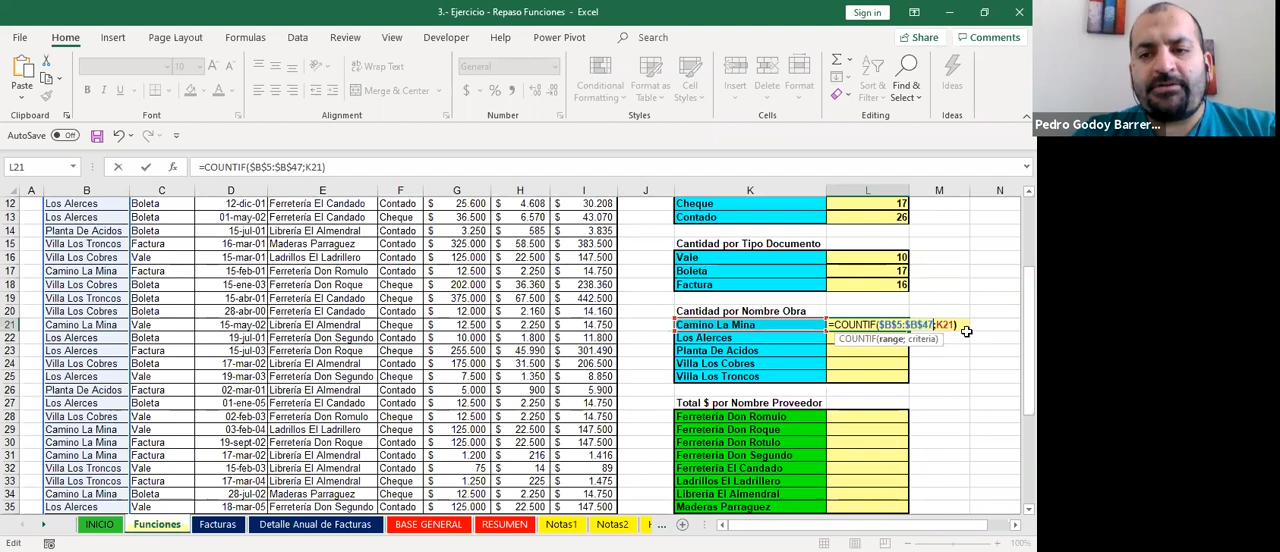 3.- Ejercicio - Repaso Funciones - Excel
Sign in
File Home Insert Page Layout Formulas Data Review View Developer Power Pivot Search Share Comments
Paste
General
Wrap Text
Merge & Center
Conditional Formatting
Format as Table
Cell Styles
Insert Delete Format
Sort & Filter
Find & Select
Ideas
Clipboard Font Alignment Number Styles Cells Editing Ideas
AutoSave Off
Pedro Godoy Barrer...
L21 =COUNTIF($B$5:$B$47;K21)
A B C D E F G H I J K L M N
12 Los Alerces Boleta 12-dic-01 Ferretería El Candado Contado $ 25.600 $ 4.608 $ 30.208 Cheque 17
13 Los Alerces Boleta 01-may-02 Ferretería El Candado Cheque $ 36.500 $ 6.570 $ 43.070 Contado 26
14 Planta De Acidos Boleta 15-jul-01 Librería El Almendral Contado $ 3.250 $ 585 $ 3.835
15 Villa Los Troncos Factura 16-mar-01 Maderas Parraguez Contado $ 325.000 $ 58.500 $ 383.500 Cantidad por Tipo Documento
16 Villa Los Cobres Vale 15-mar-01 Ladrillos El Ladrillero Contado $ 125.000 $ 22.500 $ 147.500 Vale 10
17 Camino La Mina Factura 15-feb-01 Ferretería Don Romulo Contado $ 12.500 $ 2.250 $ 14.750 Boleta 17
18 Villa Los Cobres Boleta 15-ene-03 Ferretería Don Roque Contado $ 202.000 $ 36.360 $ 238.360 Factura 16
19 Villa Los Troncos Boleta 15-abr-01 Ferretería El Candado Contado $ 375.000 $ 67.500 $ 442.500
20 Villa Los Cobres Boleta 28-abr-00 Ferretería El Candado Cheque $ 12.000 $ 2.160 $ 14.160 Cantidad por Nombre Obra
21 Camino La Mina Vale 15-may-02 Librería El Almendral Cheque $ 12.500 $ 2.250 $ 14.750 Camino La Mina =COUNTIF($B$5:$B$47;K21)
22 Los Alerces Boleta 19-jul-01 Ferretería Don Segundo Contado $ 10.000 $ 1.800 $ 11.800 Los Alerces COUNTIF(range; criteria)
23 Planta De Acidos Factura 15-jul-03 Ferretería Don Roque Cheque $ 255.500 $ 45.990 $ 301.490 Planta De Acidos
24 Villa Los Cobres Factura 17-mar-02 Librería El Almendral Cheque $ 175.000 $ 31.500 $ 206.500 Villa Los Cobres
25 Los Alerces Vale 19-mar-03 Ferretería Don Segundo Cheque $ 7.500 $ 1.350 $ 8.850 Villa Los Troncos
26 Planta De Acidos Factura 02-mar-01 Librería El Almendral Contado $ 5.000 $ 900 $ 5.900
27 Los Alerces Boleta 01-ene-05 Ferretería Don Segundo Cheque $ 12.500 $ 2.250 $ 14.750 Total $ por Nombre Proveedor
28 Villa Los Cobres Vale 02-feb-03 Ferretería Don Romulo Cheque $ 12.500 $ 2.250 $ 14.750 Ferretería Don Romulo
29 Camino La Mina Vale 03-feb-04 Ladrillos El Ladrillero Contado $ 125.000 $ 22.500 $ 147.500 Ferretería Don Roque
30 Camino La Mina Factura 19-sept-02 Ferretería Don Roque Contado $ 125.000 $ 22.500 $ 147.500 Ferretería Don Rotulo
31 Camino La Mina Boleta 17-mar-02 Librería El Almendral Contado $ 1.200 $ 216 $ 1.416 Ferretería Don Segundo
32 Villa Los Troncos Vale 15-feb-03 Ferretería Don Roque Contado $ 75 $ 14 $ 89 Ferretería El Candado
33 Villa Los Troncos Factura 17-mar-04 Librería El Almendral Contado $ 1.250 $ 225 $ 1.475 Ladrillos El Ladrillero
34 Camino La Mina Boleta 28-jul-02 Maderas Parraguez Cheque $ 12.500 $ 2.250 $ 14.750 Librería El Almendral
35 Los Alerces Boleta 18-mar-05 Ferretería Don Segundo Contado $ 125.000 $ 22.500 $ 147.500 Maderas Parraguez
INICIO Funciones Facturas Detalle Anual de Facturas BASE GENERAL RESUMEN Notas1 Notas2 ...
Edit 100%